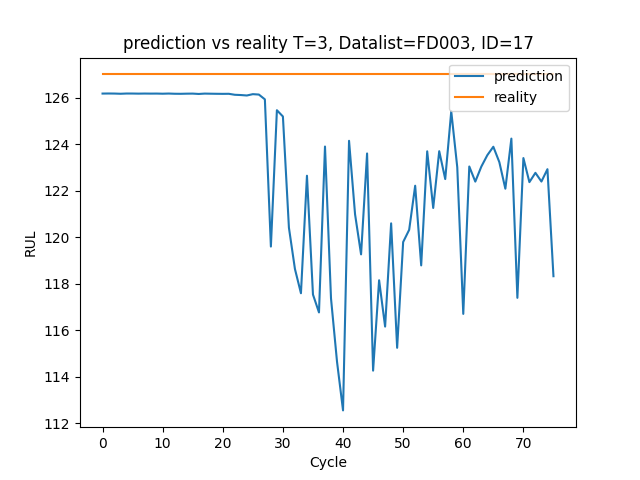 prediction vs reality T=3, Datalist=FD003, ID=17
prediction
reality
126
124
122
120
118
116
114
112
RUL
0 10 20 30 40 50 60 70
Cycle